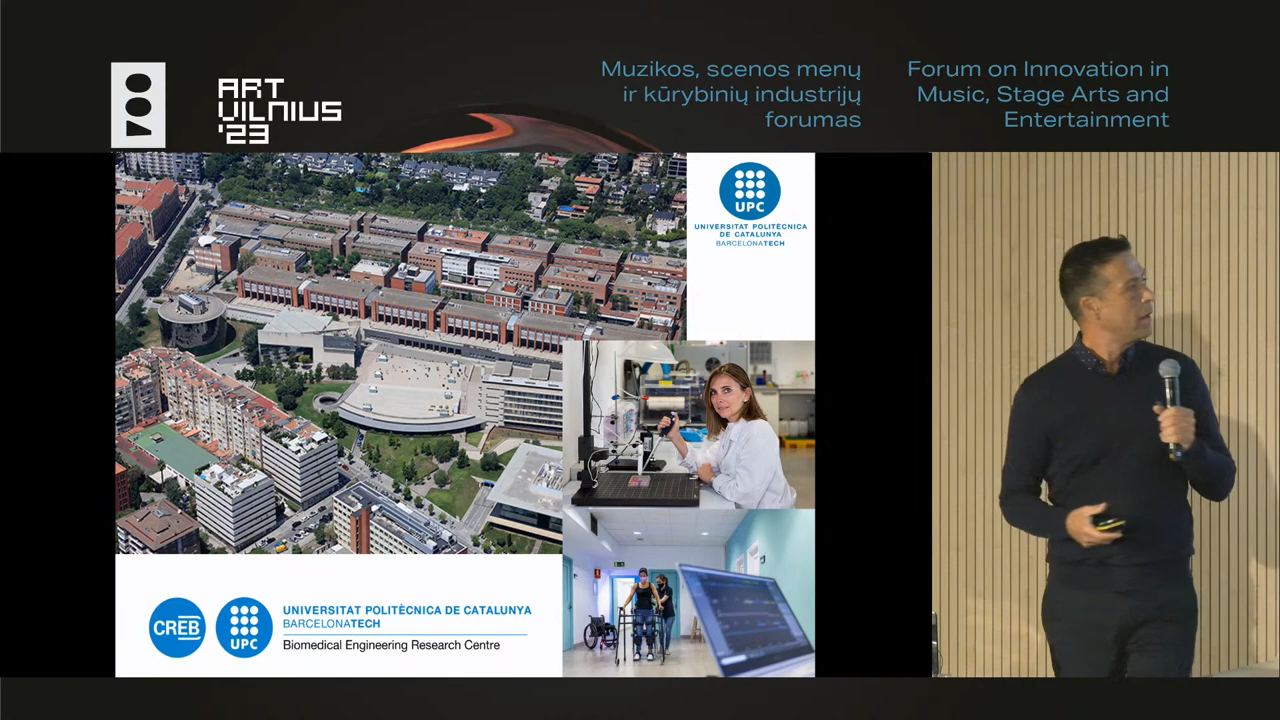 ART
VILNIUS
'23
Muzikos, scenos menų
ir kūrybinių industrijų
forumas
Forum on Innovation in
Music, Stage Arts and
Entertainment
UPC
UNIVERSITAT POLITÈCNICA
DE CATALUNYA
BARCELONATECH
CREB
UPC
UNIVERSITAT POLITÈCNICA DE CATALUNYA
BARCELONATECH
Biomedical Engineering Research Centre